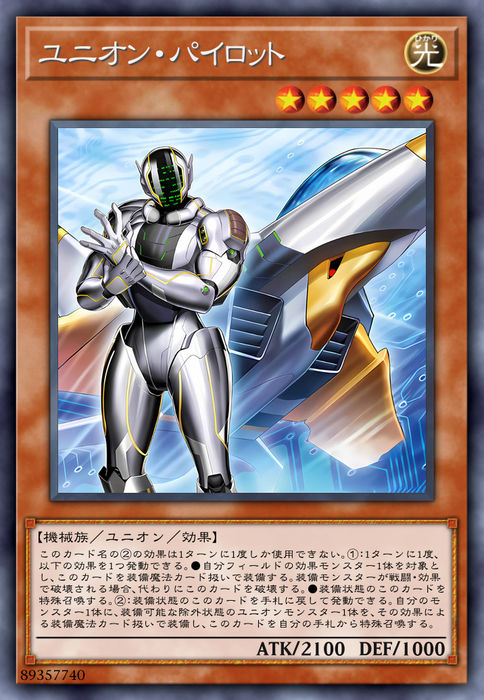 ユニオン・パイロット
ひかり
光
【機械族／ユニオン／効果】
このカード名の②の効果は1ターンに1度しか使用できない。①：1ターンに1度、
以下の効果を1つ発動できる。●自分フィールドの効果モンスター1体を対象と
し、このカードを装備魔法カード扱いで装備する。装備モンスターが戦闘・効果
で破壊される場合、代わりにこのカードを破壊する。●装備状態のこのカードを
特殊召喚する。②：装備状態のこのカードを手札に戻して発動できる。自分のモ
ンスター1体に、装備可能な除外状態のユニオンモンスター1体を、その効果によ
る装備魔法カード扱いで装備し、このカードを自分の手札から特殊召喚する。
ATK/2100 DEF/1000
89357740